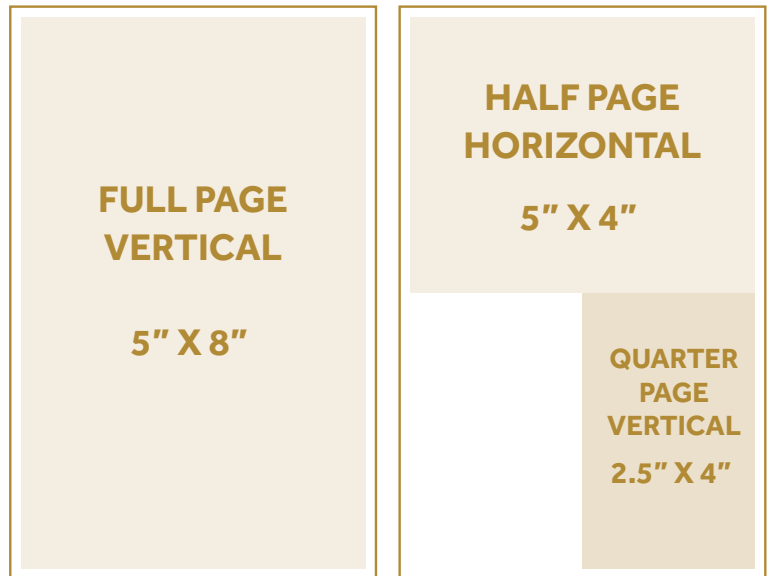 FULL PAGE
VERTICAL
5″ X 8″
HALF PAGE
HORIZONTAL
5″ X 4″
QUARTER
PAGE
VERTICAL
2.5″ X 4″